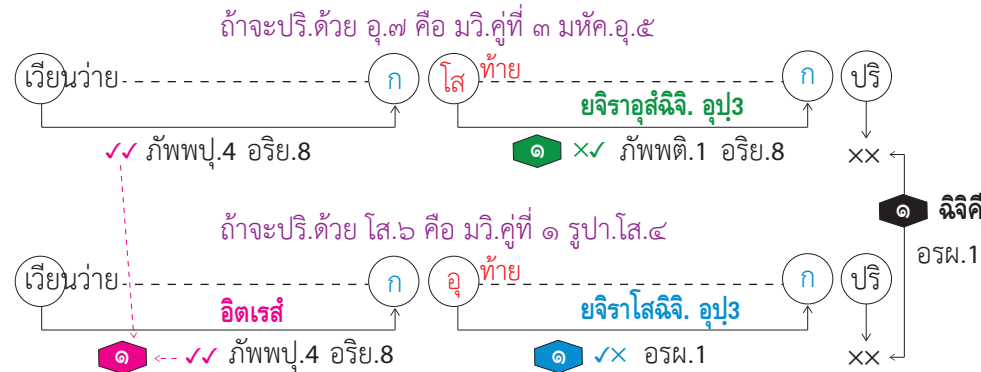 ถ้าจะปริ.ด้วย อุ.๗ คือ มวิ.คู่ที่ ๓ มหัค.อุ.๕
เวียนว่าย ก โส ท้าย ก ปริ
ยจิราอุสํฉิจิ. อุปฺ3
✓✓ ภัพพปุ.4 อริย.8 ๑ ×✓ ภัพพติ.1 อริย.8 ××
๑ ฉิจิคี
ถ้าจะปริ.ด้วย โส.๖ คือ มวิ.คู่ที่ ๑ รูปา.โส.๔
อรผ.1
เวียนว่าย ก อุ ท้าย ก ปริ
อิตเรสํ ยจิราโสฉิจิ. อุปฺ3
๑ ✓✓ ภัพพปุ.4 อริย.8 ๑ ✓× อรผ.1 ××